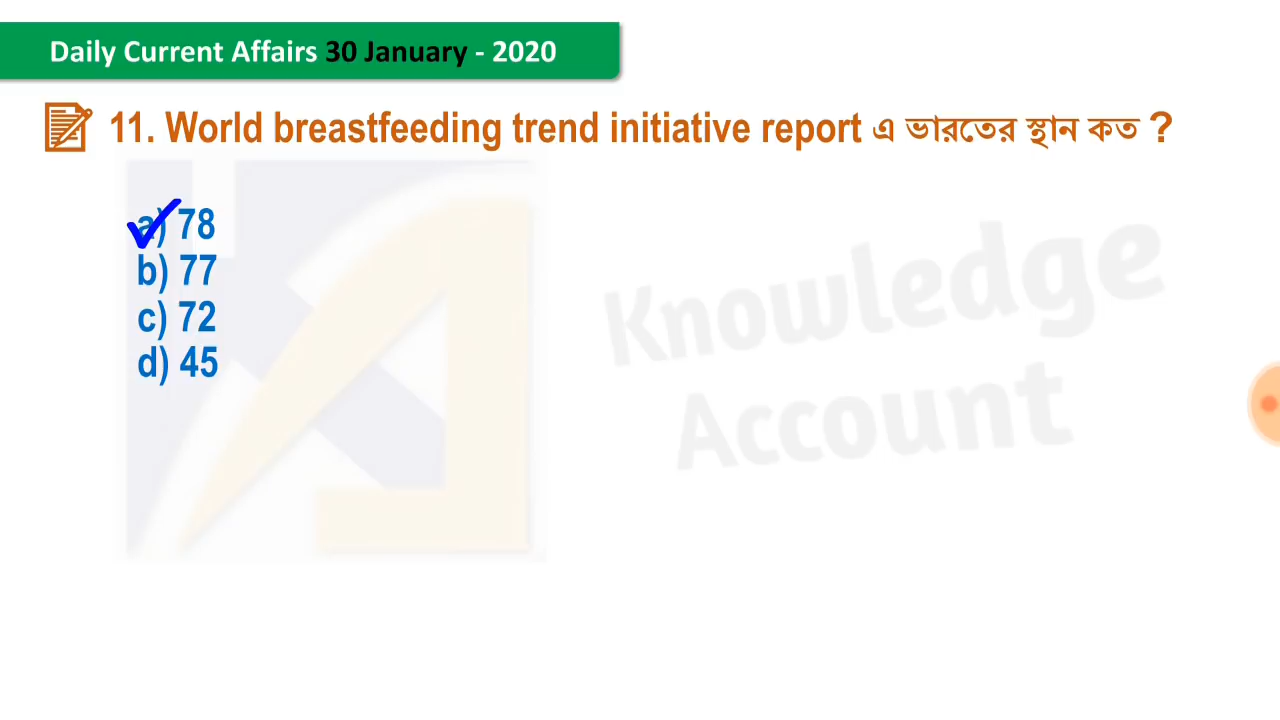 Daily Current Affairs 30 January - 2020
11. World breastfeeding trend initiative report এ ভারতের স্থান কত ?
a) 78
b) 77
c) 72
d) 45
Knowledge
Account